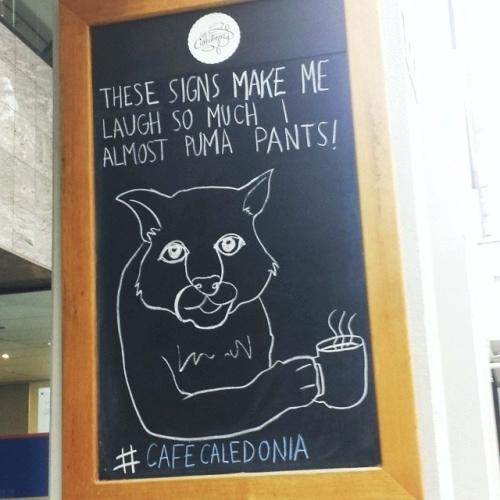 THESE SIGNS MAKE ME
LAUGH SO MUCH I
ALMOST PUMA PANTS!
# CAFE CALEDONIA